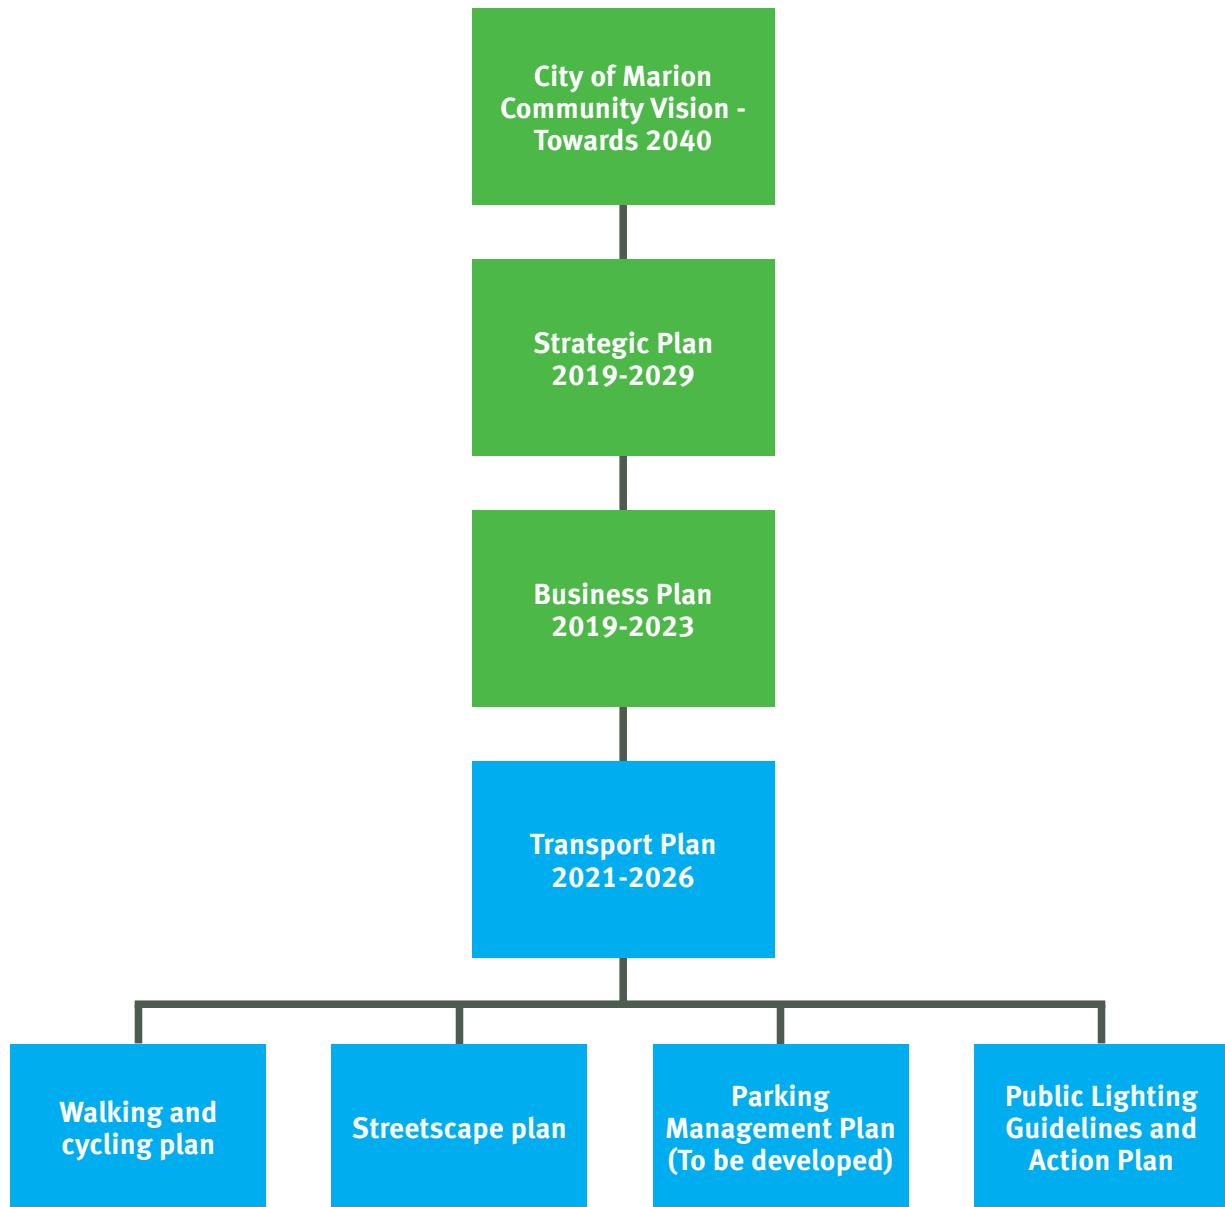 City of Marion
Community Vision -
Towards 2040
Strategic Plan
2019-2029
Business Plan
2019-2023
Transport Plan
2021-2026
Walking and
cycling plan
Streetscape plan
Parking
Management Plan
(To be developed)
Public Lighting
Guidelines and
Action Plan